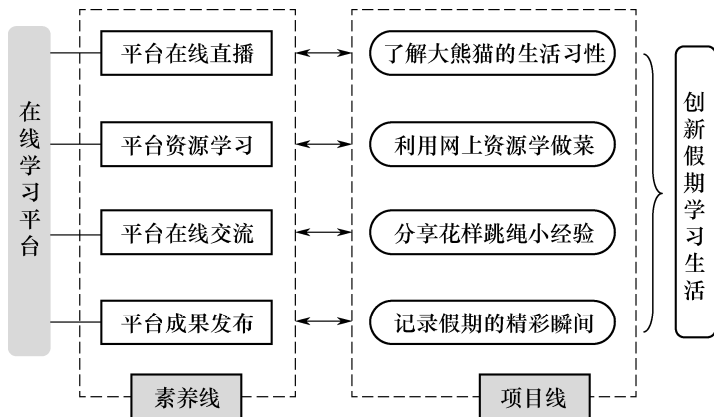 在线学习平台
平台在线直播
了解大熊猫的生活习性
平台资源学习
利用网上资源学做菜
平台在线交流
分享花样跳绳小经验
平台成果发布
记录假期的精彩瞬间
创新假期学习生活
素养线
项目线